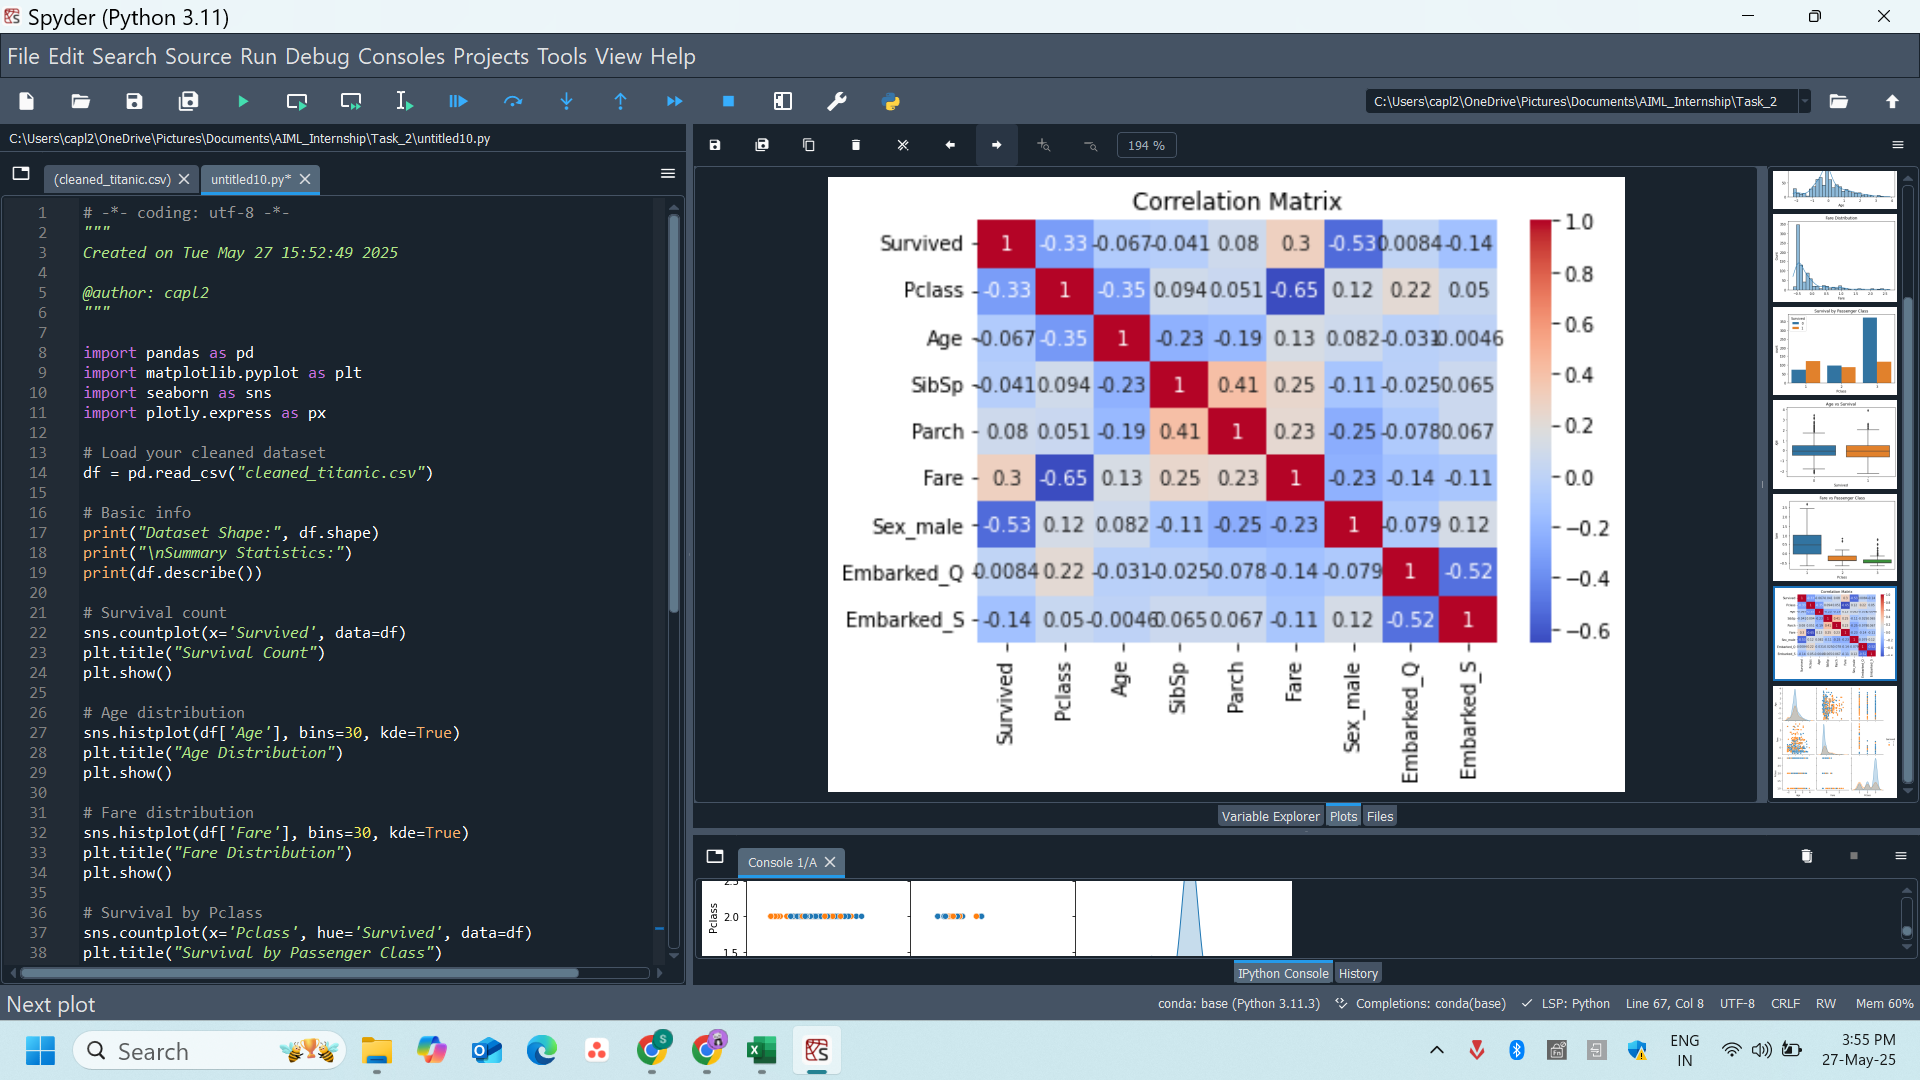 Spyder (Python 3.11)
File Edit Search Source Run Debug Consoles Projects Tools View Help
C:\Users\capl2\OneDrive\Pictures\Documents\AIML_Internship\Task_2
C:\Users\capl2\OneDrive\Pictures\Documents\AIML_Internship\Task_2\untitled10.py
(cleaned_titanic.csv)
untitled10.py*
1 # -*- coding: utf-8 -*-
2 """
3 Created on Tue May 27 15:52:49 2025
4
5 @author: capl2
6 """
7
8 import pandas as pd
9 import matplotlib.pyplot as plt
10 import seaborn as sns
11 import plotly.express as px
12
13 # Load your cleaned dataset
14 df = pd.read_csv("cleaned_titanic.csv")
15
16 # Basic info
17 print("Dataset Shape:", df.shape)
18 print("\nSummary Statistics:")
19 print(df.describe())
20
21 # Survival count
22 sns.countplot(x='Survived', data=df)
23 plt.title("Survival Count")
24 plt.show()
25
26 # Age distribution
27 sns.histplot(df['Age'], bins=30, kde=True)
28 plt.title("Age Distribution")
29 plt.show()
30
31 # Fare distribution
32 sns.histplot(df['Fare'], bins=30, kde=True)
33 plt.title("Fare Distribution")
34 plt.show()
35
36 # Survival by Pclass
37 sns.countplot(x='Pclass', hue='Survived', data=df)
38 plt.title("Survival by Passenger Class")
194 %
Correlation Matrix
Survived 1 -0.33 -0.067 -0.041 0.08 0.3 -0.53 0.0084 -0.14
Pclass -0.33 1 -0.35 0.094 0.051 -0.65 0.12 0.22 0.05
Age -0.067 -0.35 1 -0.23 -0.19 0.13 0.082 -0.031 -0.0046
SibSp -0.041 0.094 -0.23 1 0.41 0.25 -0.11 -0.025 0.065
Parch 0.08 0.051 -0.19 0.41 1 0.23 -0.25 -0.078 0.067
Fare 0.3 -0.65 0.13 0.25 0.23 1 -0.23 -0.14 -0.11
Sex_male -0.53 0.12 0.082 -0.11 -0.25 -0.23 1 -0.079 0.12
Embarked_Q 0.0084 0.22 -0.031 -0.025 -0.078 -0.14 -0.079 1 -0.52
Embarked_S -0.14 0.05 -0.0046 0.065 0.067 -0.11 0.12 -0.52 1
Survived
Pclass
Age
SibSp
Parch
Fare
Sex_male
Embarked_Q
Embarked_S
1.0
0.8
0.6
0.4
0.2
0.0
−0.2
−0.4
−0.6
Fare Distribution
Survival by Passenger Class
Age vs Survival
Fare vs Passenger Class
Correlation Matrix
Variable Explorer
Plots
Files
Console 1/A
2.5
Pclass
2.0
1.5
IPython Console
History
Next plot
conda: base (Python 3.11.3)
Completions: conda(base)
LSP: Python
Line 67, Col 8
UTF-8
CRLF
RW
Mem 60%
Search
ENG
IN
3:55 PM
27-May-25